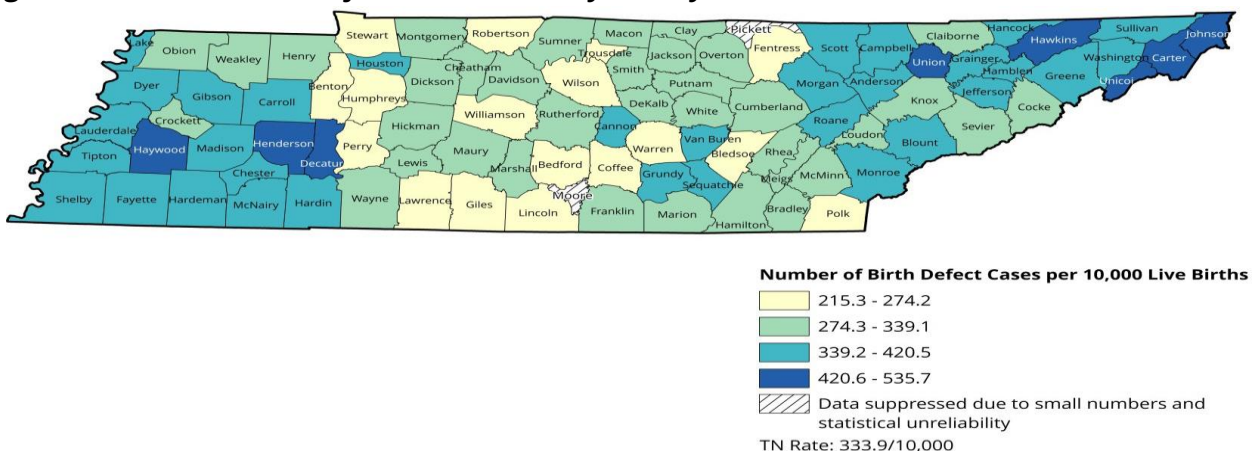 Stewart
Montgomery
Robertson
Sumner
Macon
Clay
Pickett
Fentress
Scott
Campbell
Claiborne
Hancock
Hawkins
Sullivan
Johnson
Lake
Obion
Weakley
Henry
Houston
Cheatham
Davidson
Trousdale
Smith
Jackson
Overton
Union
Grainger
Hamblen
Washington
Carter
Unicoi
Greene
Dyer
Gibson
Carroll
Benton
Humphreys
Dickson
Wilson
Putnam
Morgan
Anderson
Jefferson
Crockett
Williamson
Rutherford
DeKalb
White
Cumberland
Knox
Cocke
Sevier
Lauderdale
Haywood
Madison
Henderson
Decatur
Perry
Hickman
Maury
Cannon
Warren
Van Buren
Bledsoe
Rhea
Roane
Loudon
Blount
Tipton
Chester
Lewis
Marshall
Bedford
Coffee
Grundy
Sequatchie
Meigs
McMinn
Monroe
Shelby
Fayette
Hardeman
McNairy
Hardin
Wayne
Lawrence
Giles
Lincoln
Moore
Franklin
Marion
Hamilton
Bradley
Polk
Number of Birth Defect Cases per 10,000 Live Births
215.3 - 274.2
274.3 - 339.1
339.2 - 420.5
420.6 - 535.7
Data suppressed due to small numbers and
statistical unreliability
TN Rate: 333.9/10,000